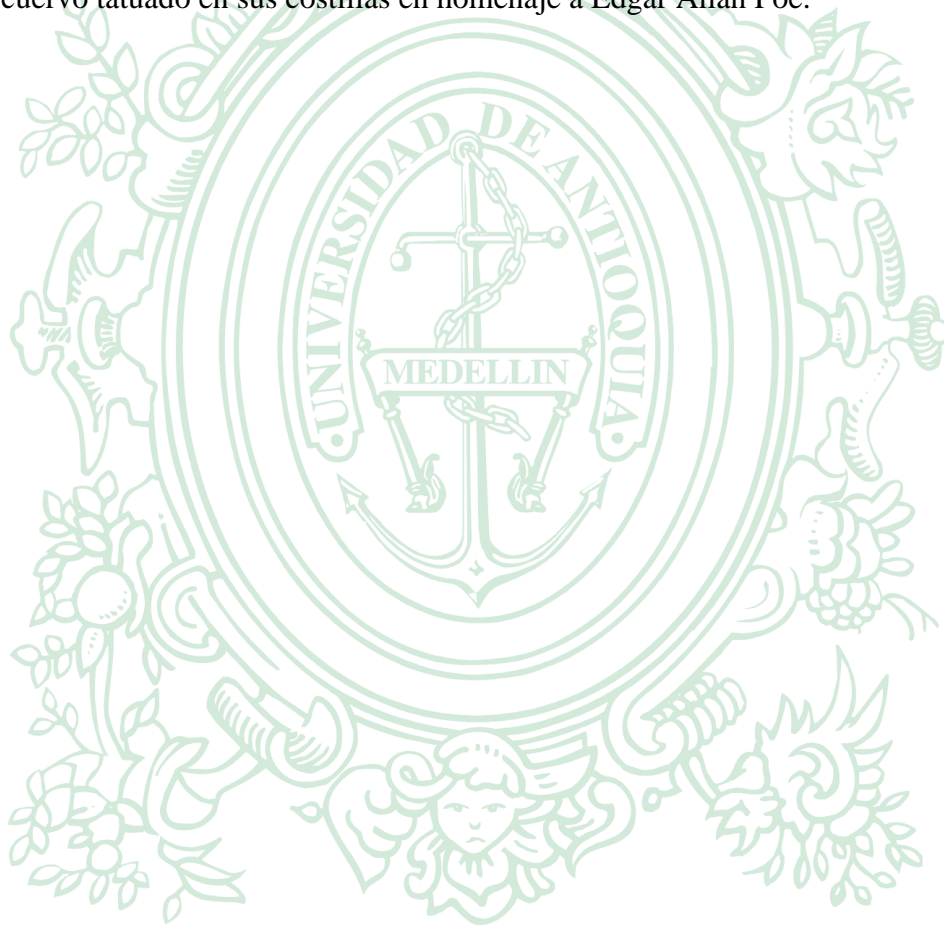 cuervo tatuado en sus costillas en homenaje a Edgar Allan Poe.
UNIVERSIDAD DE ANTIOQUIA
MEDELLIN